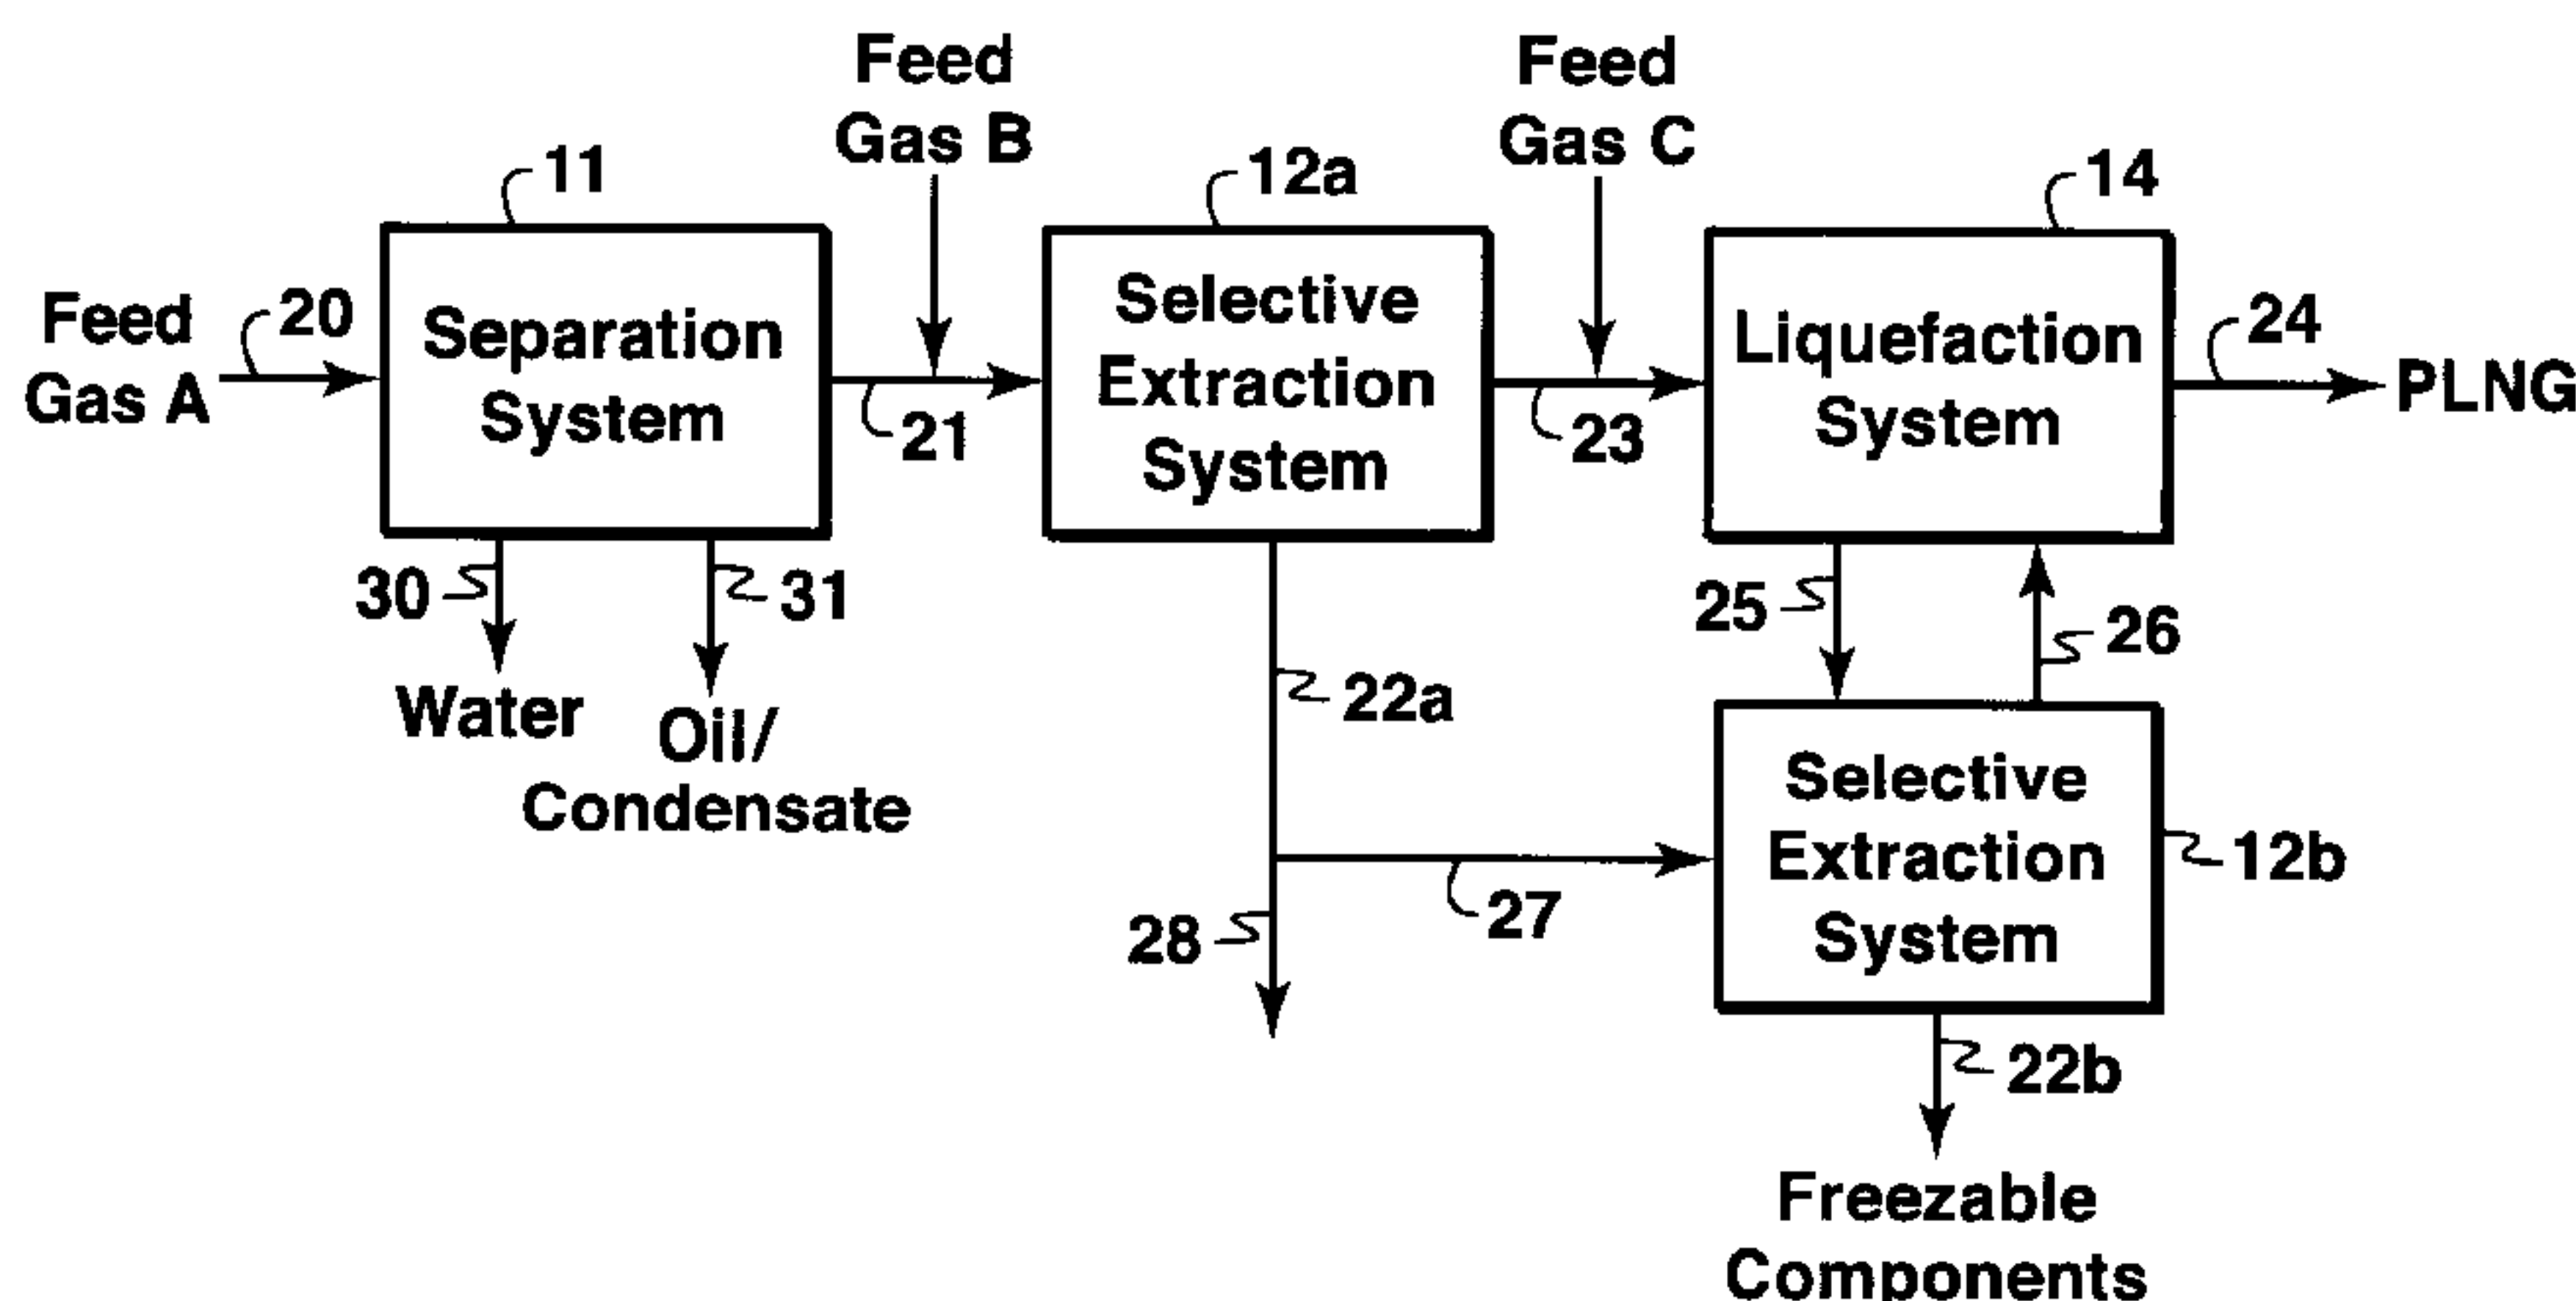 Feed
Gas B
Feed
Gas C
11
12a
14
Feed
Gas A
20
Separation
System
21
Selective
Extraction
System
23
Liquefaction
System
24
PLNG
30
31
Water
Oil/
Condensate
22a
25
26
28
27
Selective
Extraction
System
12b
22b
Freezable
Components